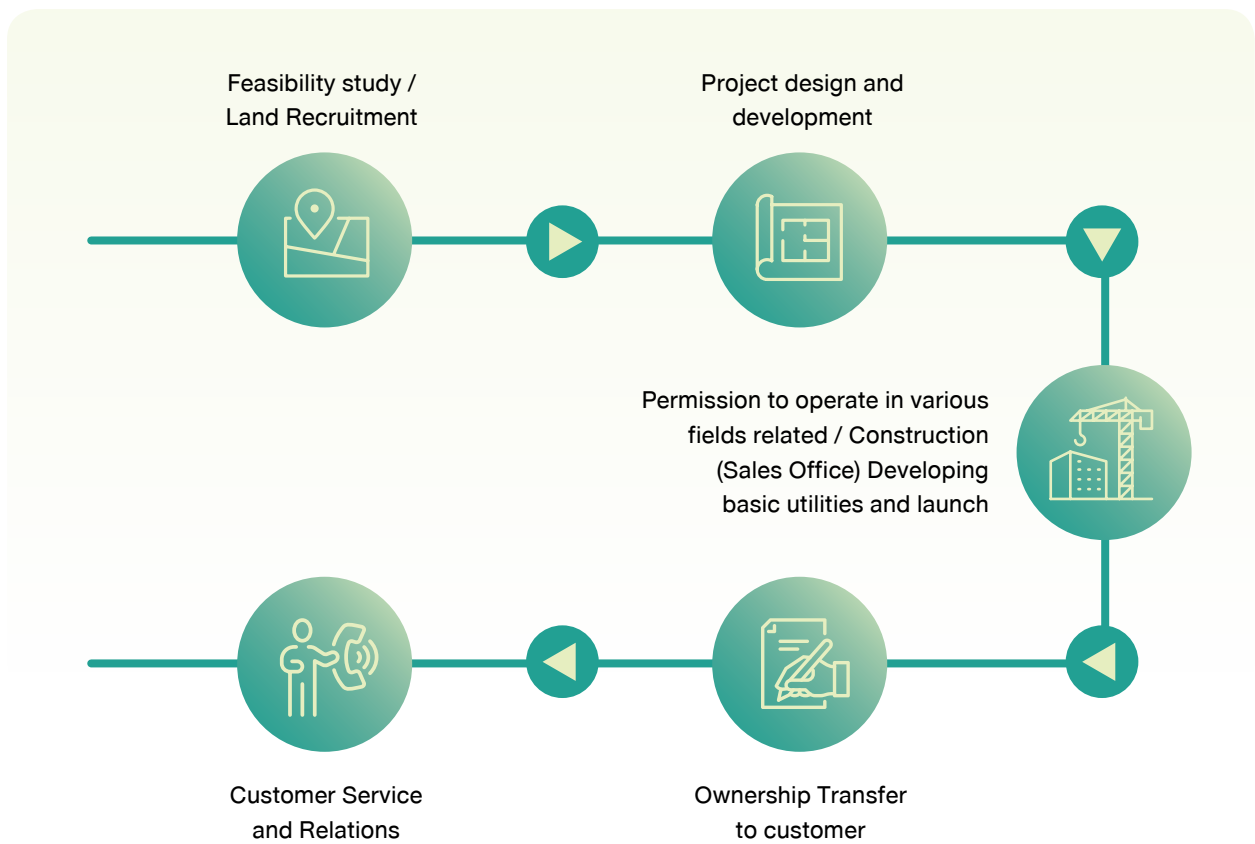 Feasibility study /
Land Recruitment
Project design and
development
Permission to operate in various
fields related / Construction
(Sales Office) Developing
basic utilities and launch
Ownership Transfer
to customer
Customer Service
and Relations